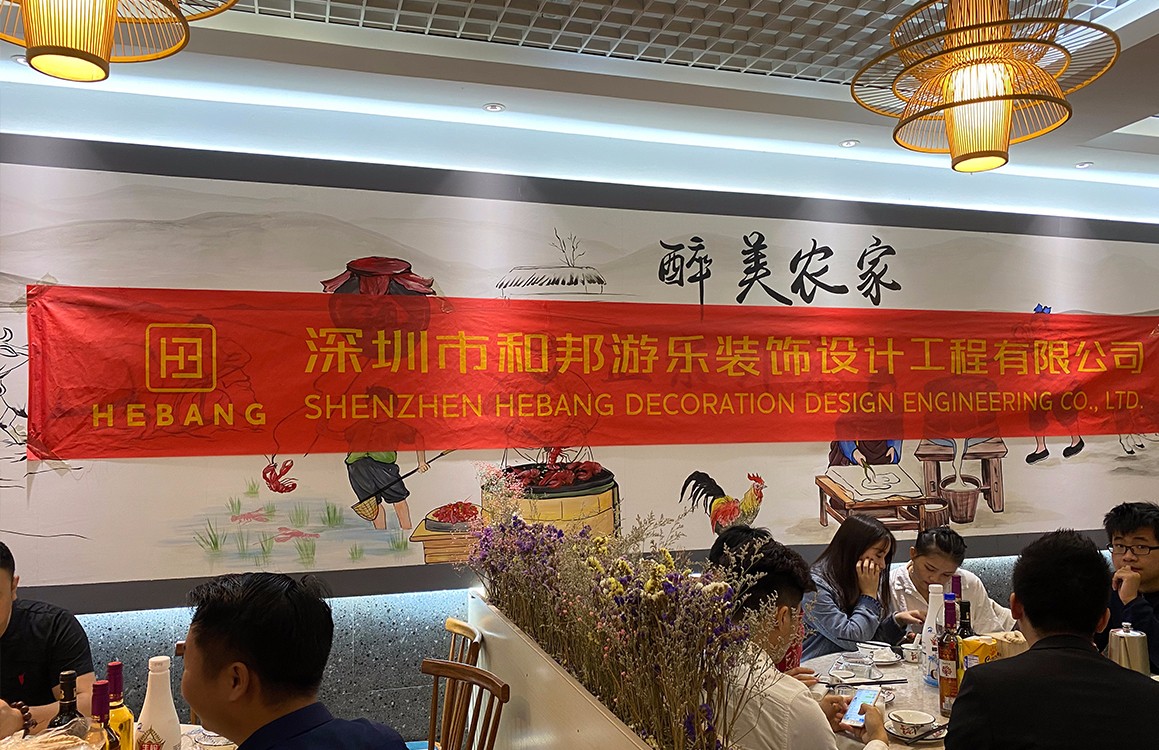 醉美农家
深圳市和邦游乐装饰设计工程有限公司
HEBANG
SHENZHEN HEBANG DECORATION DESIGN ENGINEERING CO., LTD.